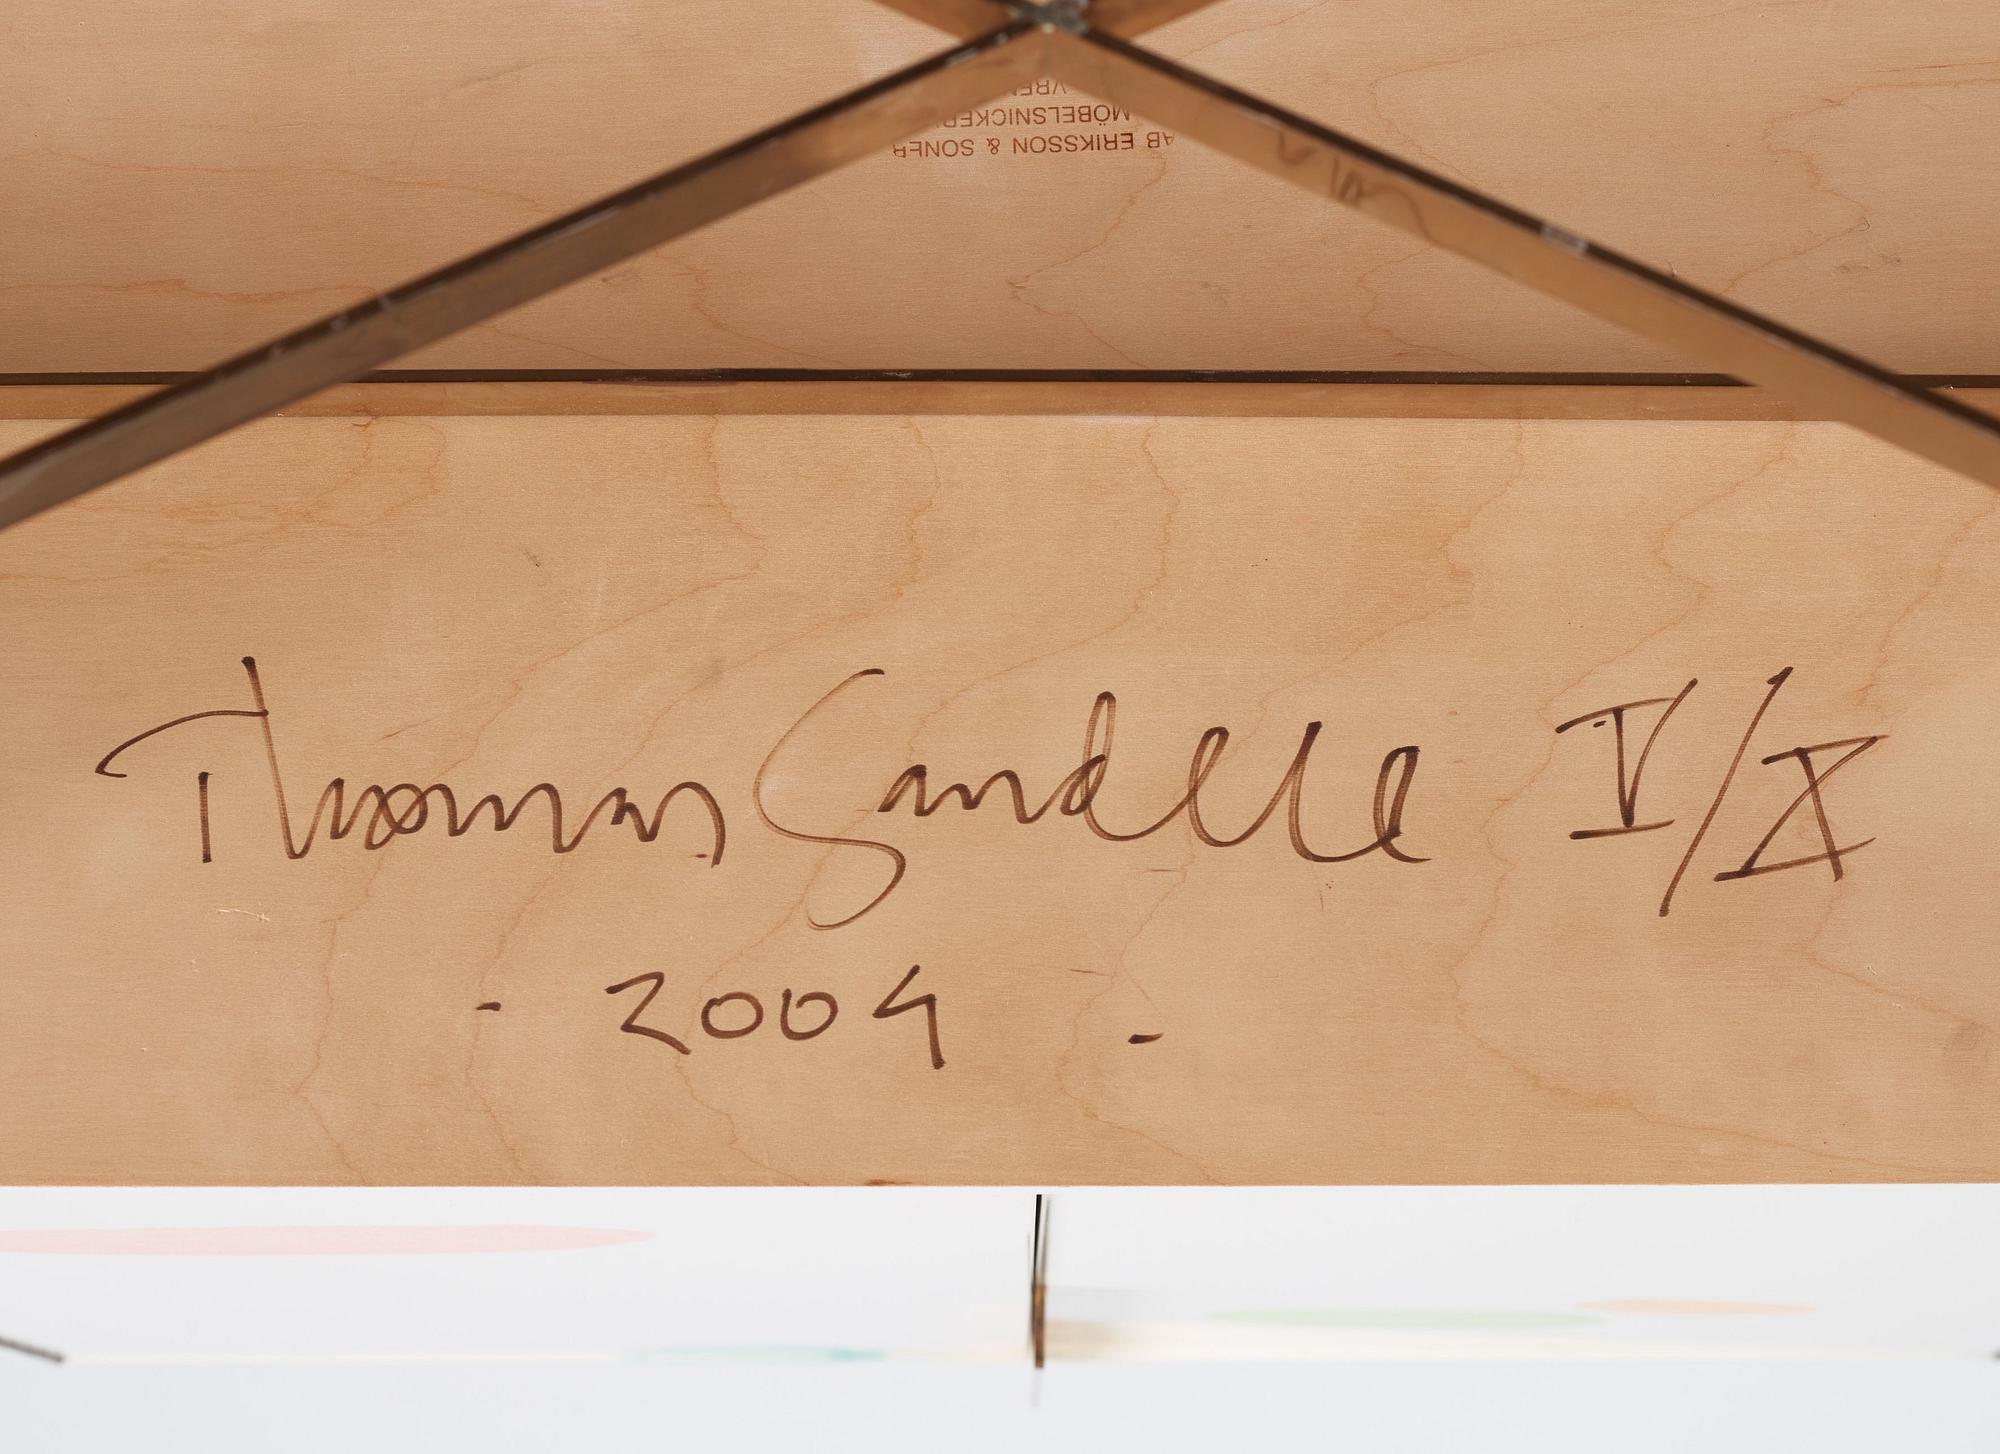 AB ERIKSSON & SÖNER
MÖBELSNICKERI
Thomas Sandell V/X
- 2004 -